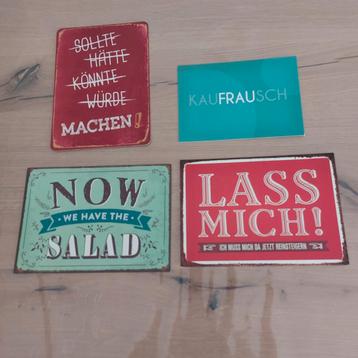 SOLLTE
HÄTTE
KÖNNTE
WÜRDE
MACHEN!
KAUFRAUSCH
NOW
WE HAVE THE
SALAD
LASS
MICH!
ICH MUSS MICH DA JETZT REINSTEIGERN